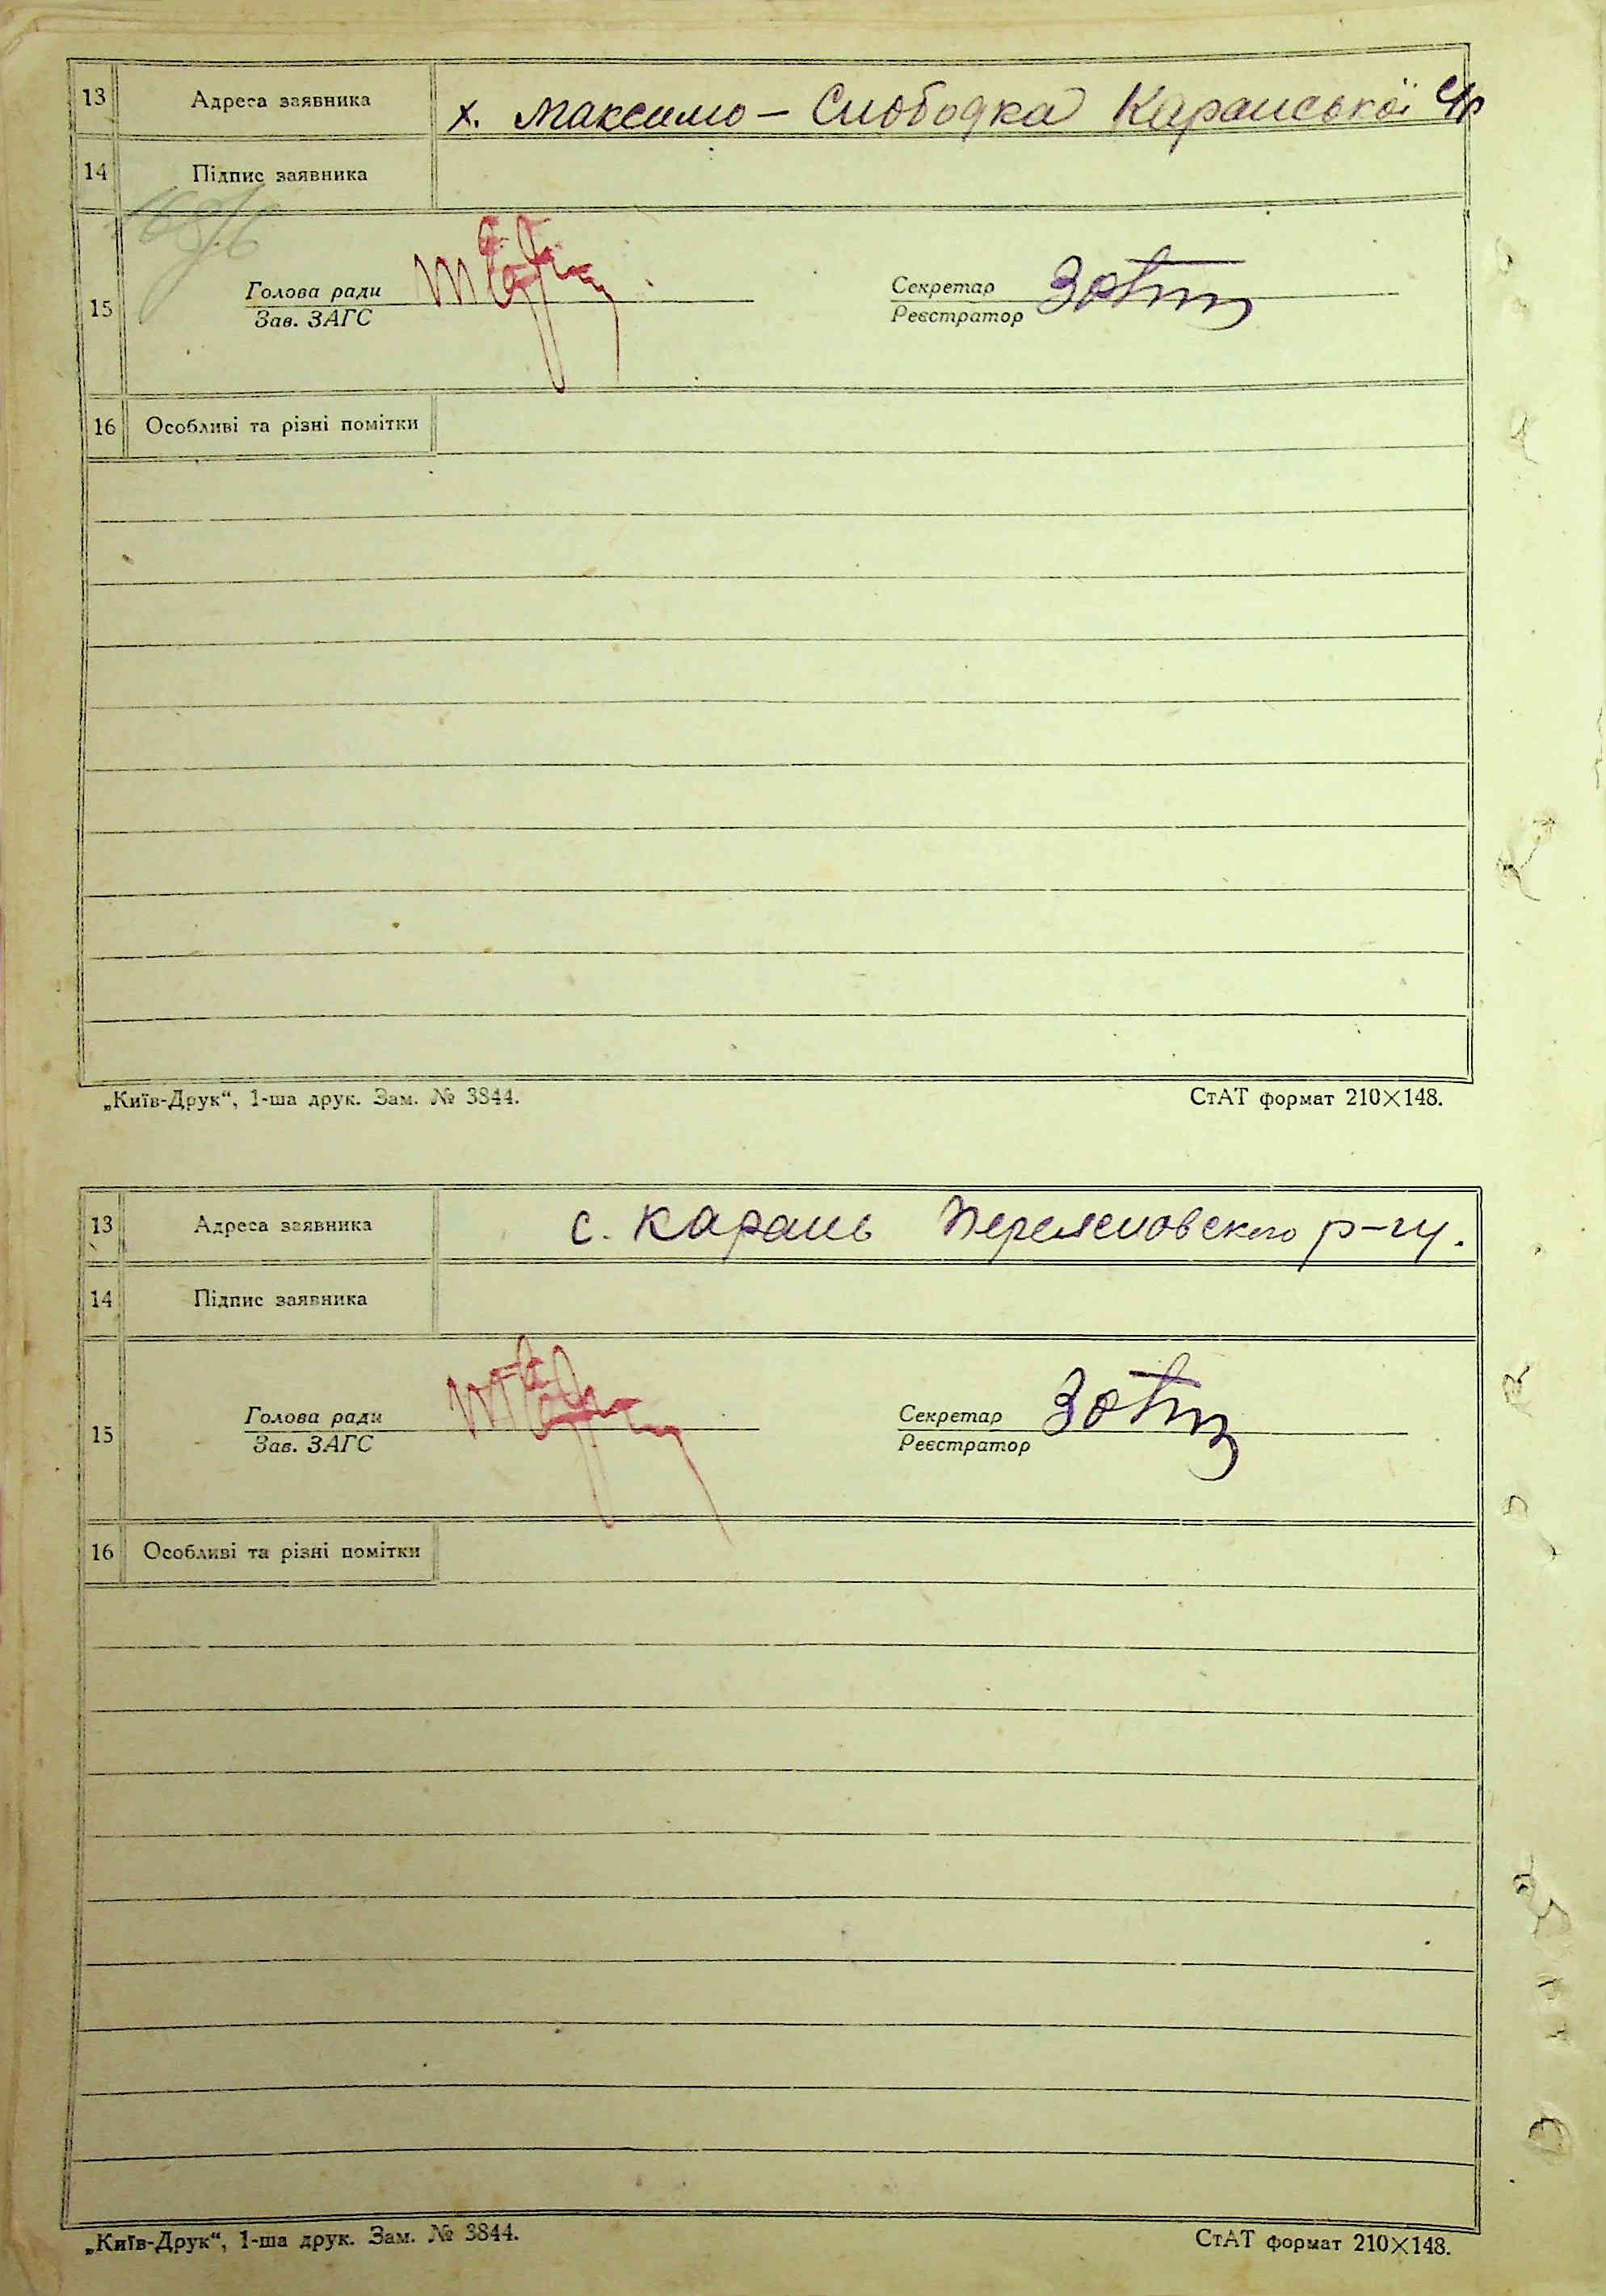 13 Адреса заявника х. Максимо - Слободка Каранської с/р
14 Підпис заявника
15 Голова ради Секретар
Зав. ЗАГС Реєстратор
16 Особливі та різні помітки
„Київ-Друк“, 1-ша друк. Зам. № 3844. СтАТ формат 210×148.
13 Адреса заявника с. Карань Переясловского р-ну.
14 Підпис заявника
15 Голова ради Секретар
Зав. ЗАГС Реєстратор
16 Особливі та різні помітки
„Київ-Друк“, 1-ша друк. Зам. № 3844. СтАТ формат 210×148.